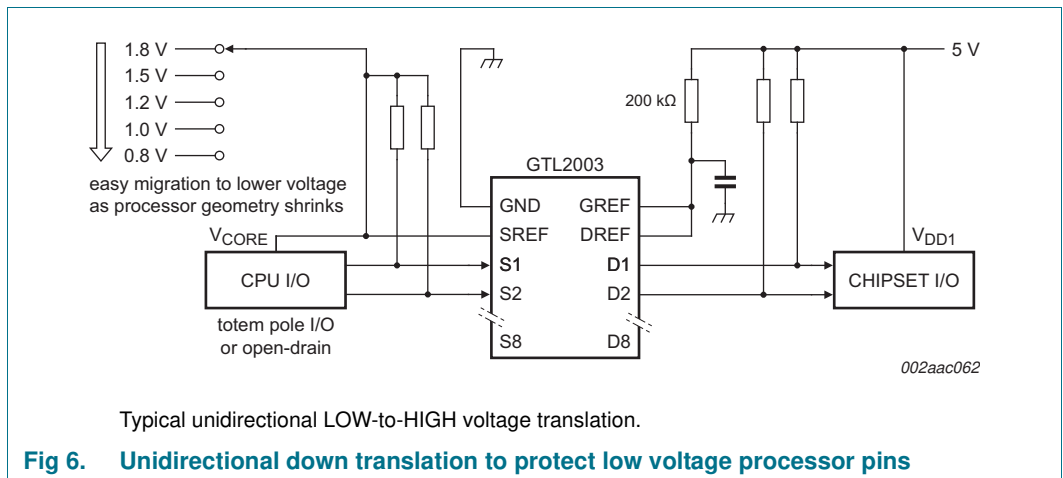 1.8 V
1.5 V
1.2 V
1.0 V
0.8 V
easy migration to lower voltage
as processor geometry shrinks
5 V
200 kΩ
GTL2003
GND GREF
SREF DREF
S1 D1
S2 D2
S8 D8
VCORE
CPU I/O
totem pole I/O
or open-drain
VDD1
CHIPSET I/O
002aac062
Typical unidirectional LOW-to-HIGH voltage translation.
Fig 6. Unidirectional down translation to protect low voltage processor pins